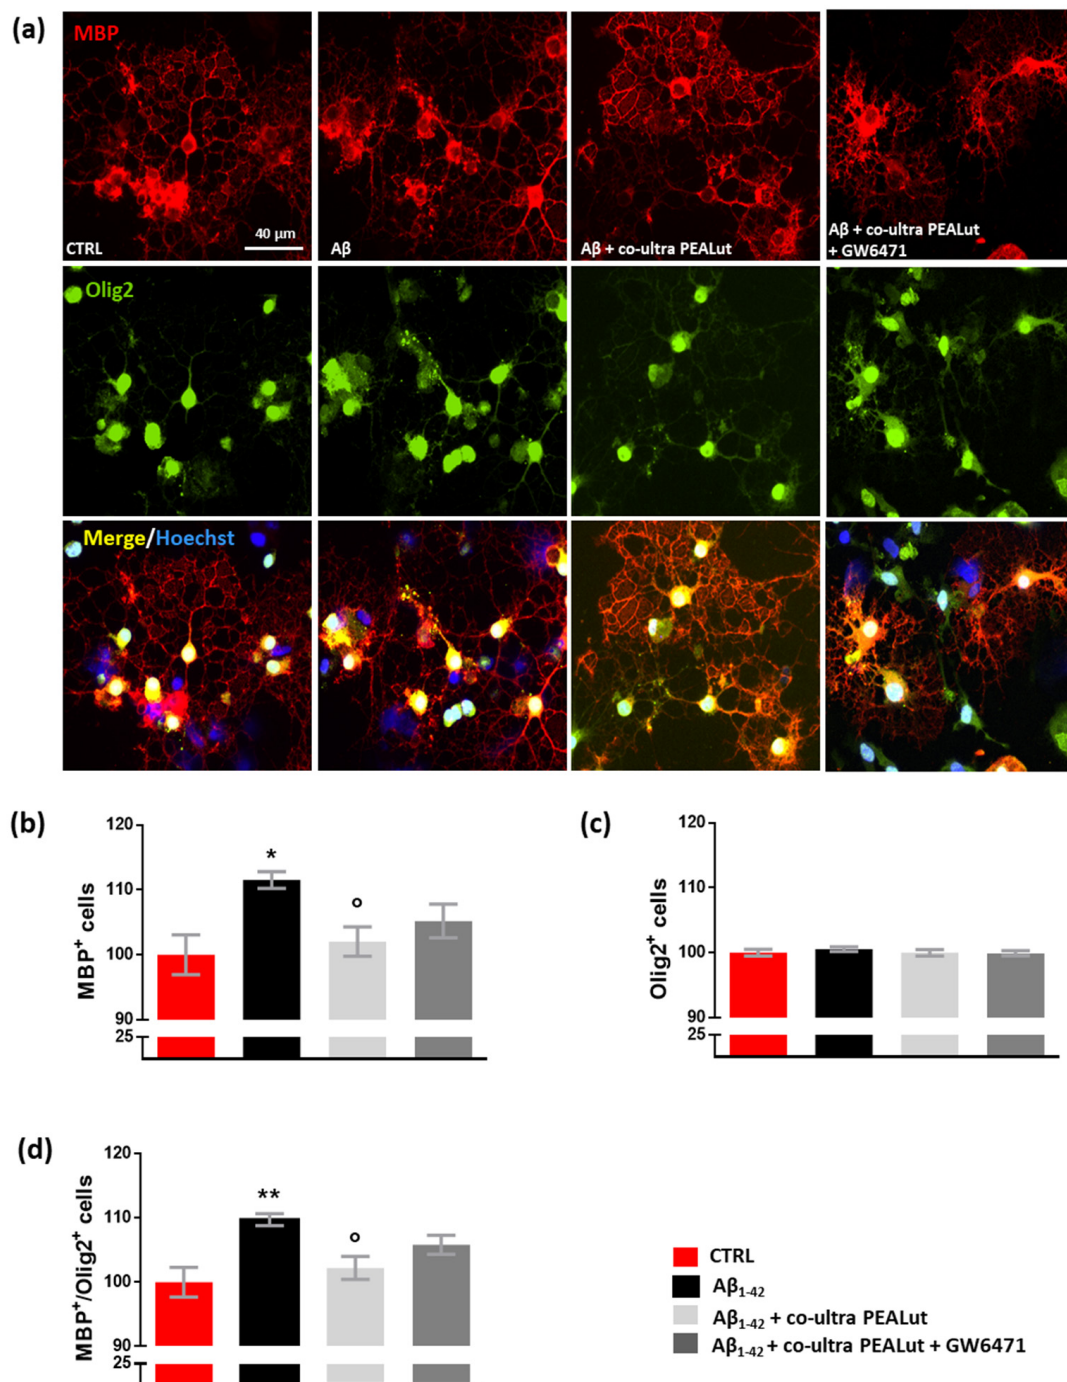 (a)
MBP
CTRL
40 µm
Aβ
Aβ + co-ultra PEALut
Aβ + co-ultra PEALut
+ GW6471
Olig2
Merge/Hoechst
(b)
120
110
100
90
25
MBP⁺ cells
*
°
(c)
120
110
100
90
25
Olig2⁺ cells
(d)
120
110
100
90
25
MBP⁺/Olig2⁺ cells
**
°
CTRL
Aβ₁₋₄₂
Aβ₁₋₄₂ + co-ultra PEALut
Aβ₁₋₄₂ + co-ultra PEALut + GW6471